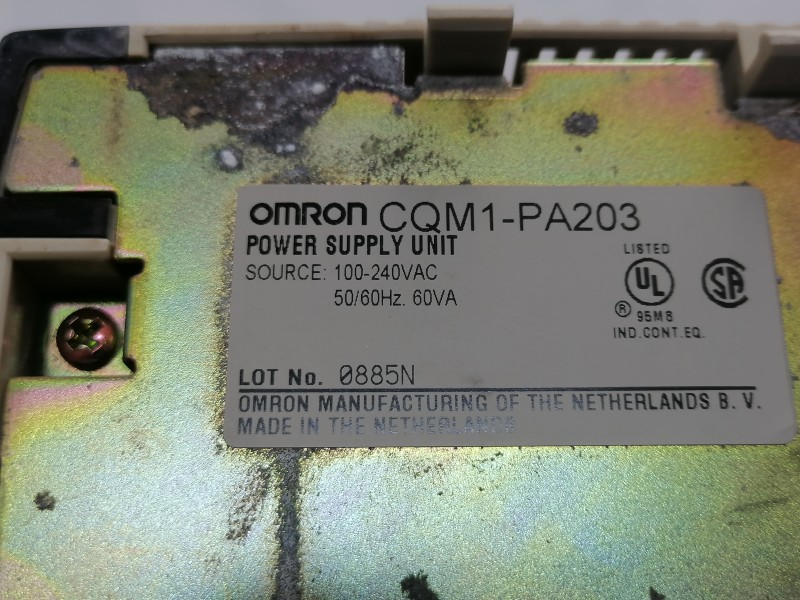 OMRON CQM1-PA203
POWER SUPPLY UNIT
SOURCE: 100-240VAC
50/60Hz. 60VA
LISTED
UL
®
95M8
IND.CONT.EQ.
SA
LOT No. 0885N
OMRON MANUFACTURING OF THE NETHERLANDS B. V.
MADE IN THE NETHERLANDS